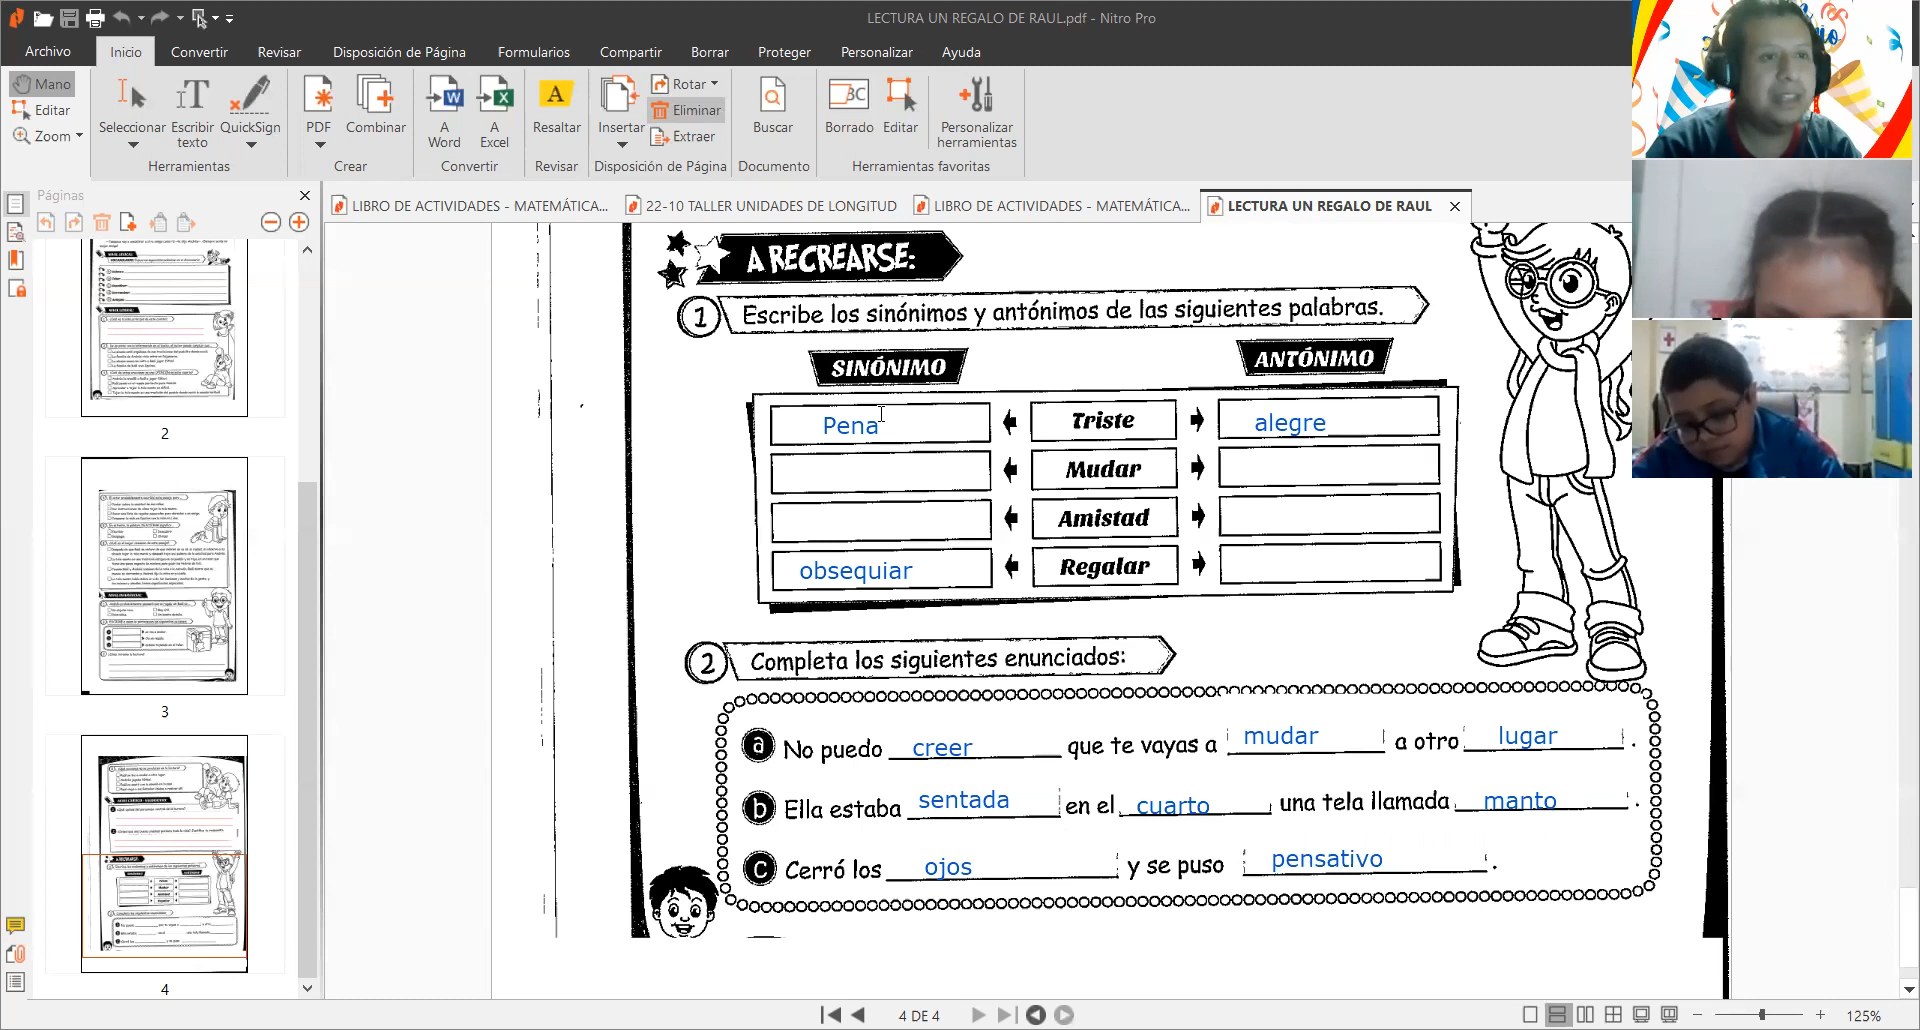 LECTURA UN REGALO DE RAUL.pdf - Nitro Pro
Archivo Inicio Convertir Revisar Disposición de Página Formularios Compartir Borrar Proteger Personalizar Ayuda
Mano
Editar
Zoom
Seleccionar
Escribir texto
QuickSign
Herramientas
PDF
Combinar
Crear
A Word
A Excel
Convertir
Resaltar
Revisar
Insertar
Rotar
Eliminar
Extraer
Disposición de Página
Buscar
Documento
Borrado
Editar
Personalizar herramientas
Herramientas favoritas
Páginas
LIBRO DE ACTIVIDADES - MATEMÁTICA...
22-10 TALLER UNIDADES DE LONGITUD
LIBRO DE ACTIVIDADES - MATEMÁTICA...
LECTURA UN REGALO DE RAUL
2
3
4
A RECREARSE:
1 Escribe los sinónimos y antónimos de las siguientes palabras.
SINÓNIMO ANTÓNIMO
Pena Triste alegre
Mudar
Amistad
obsequiar Regalar
2 Completa los siguientes enunciados:
a No puedo creer que te vayas a mudar a otro lugar .
b Ella estaba sentada en el cuarto una tela llamada manto .
c Cerró los ojos y se puso pensativo .
4 DE 4
125%